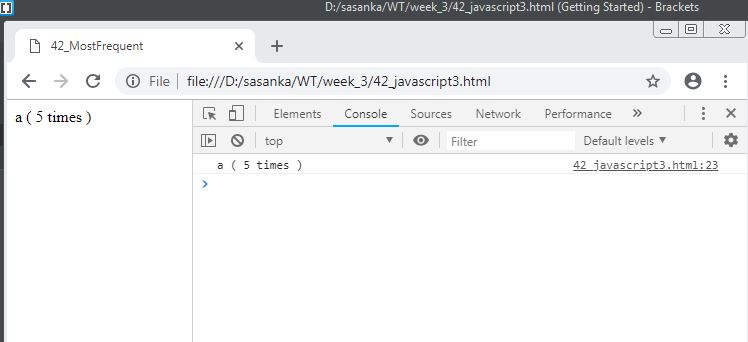 D:/sasanka/WT/week_3/42_javascript3.html (Getting Started) - Brackets
42_MostFrequent
File file:///D:/sasanka/WT/week_3/42_javascript3.html
a ( 5 times )
Elements Console Sources Network Performance
top Filter Default levels
a ( 5 times ) 42_javascript3.html:23